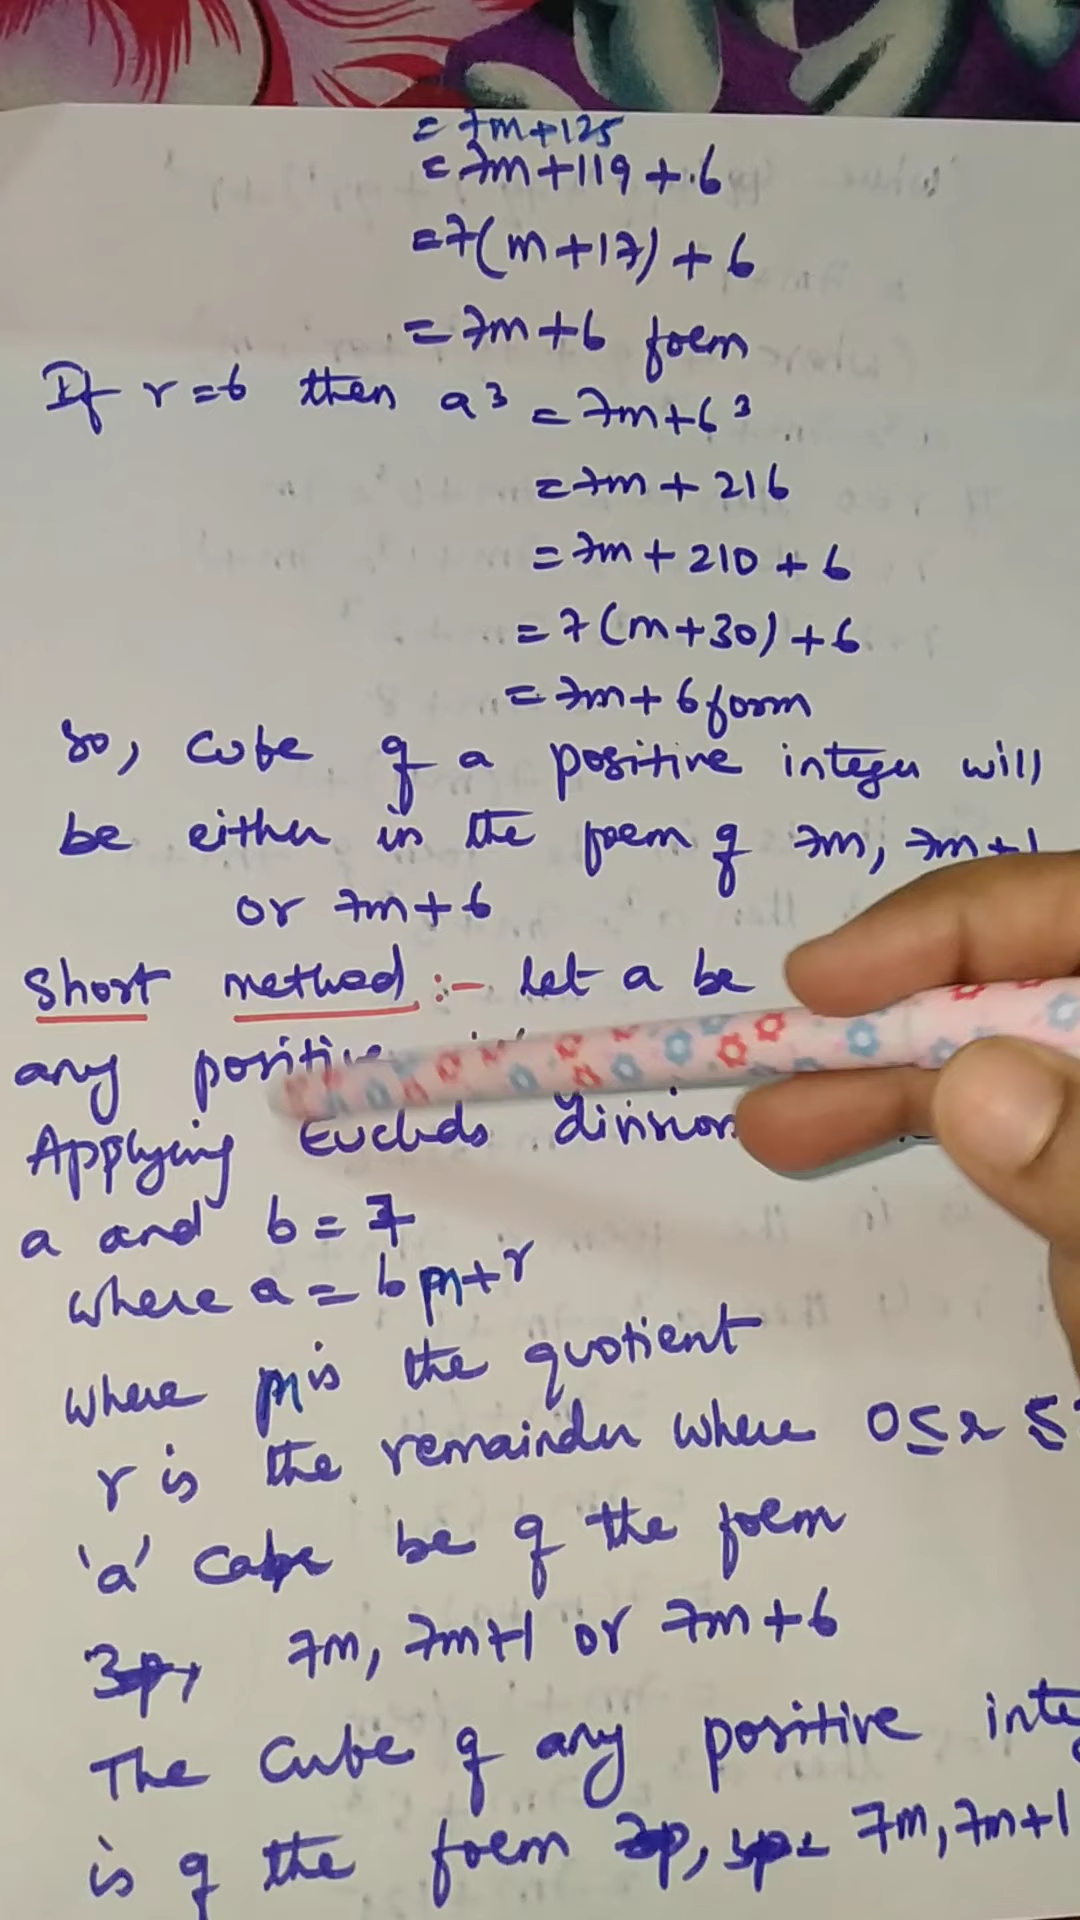 = 7m+125
= 7m+119+6
=7(m+17)+6
= 7m+6 form
If r=6 then a³ = 7m+6³
=7m+216
=7m+210+6
=7(m+30)+6
=7m+6 form
So, cube of a positive integer will
be either in the form of 7m, 7m+1
or 7m+6
Short method :- let a be
any positive
Applying Euclids division
a and b=7
where a=bm+r
where m is the quotient
r is the remainder where 0≤r≤
'a' be of the form
3p, 7m, 7m+1 or 7m+6
The cube of any positive inte
is of the form 7m, 7m+1